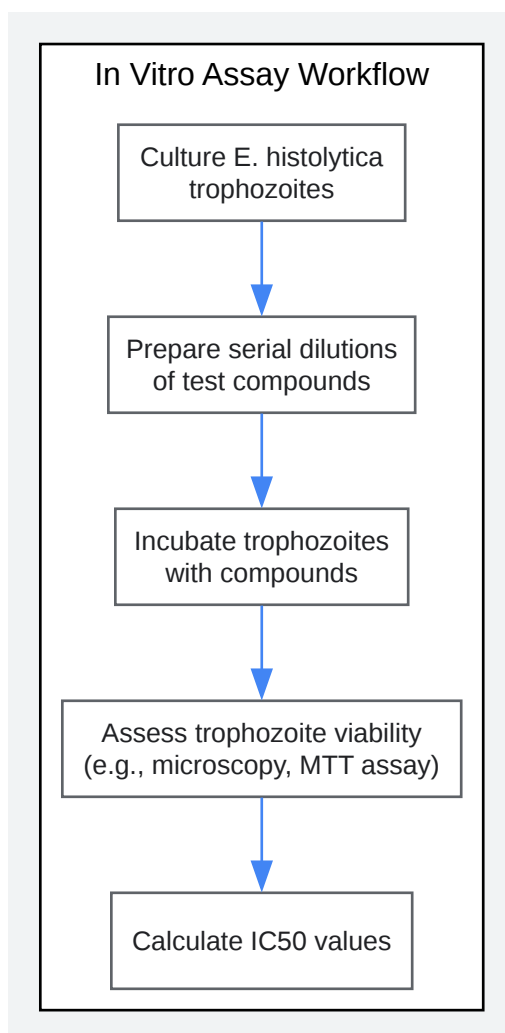 In Vitro Assay Workflow
Culture E. histolytica
trophozoites
Prepare serial dilutions
of test compounds
Incubate trophozoites
with compounds
Assess trophozoite viability
(e.g., microscopy, MTT assay)
Calculate IC50 values